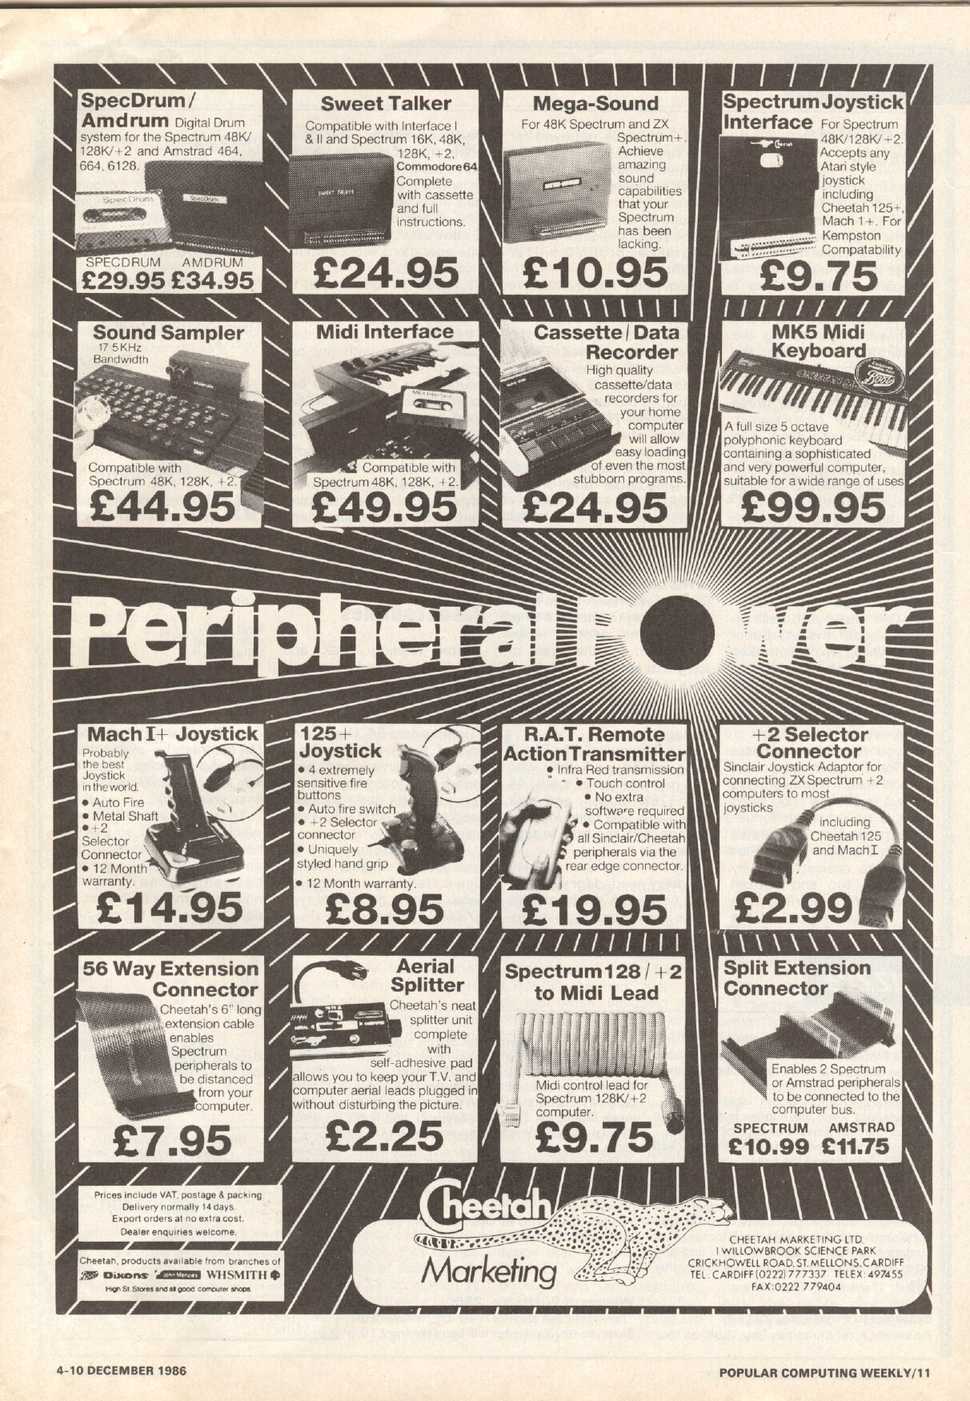 SpecDrum/
Amdrum Digital Drum
system for the Spectrum 48K/
128K/+2 and Amstrad 464,
664, 6128.
SpecDrum
SpecDrum
SPECDRUM AMDRUM
£29.95 £34.95
Sweet Talker
Compatible with Interface I
& II and Spectrum 16K, 48K,
128K, +2,
Commodore 64
Complete
with cassette
and full
instructions.
SWEET TALKER
£24.95
Mega-Sound
For 48K Spectrum and ZX
Spectrum+.
Achieve
amazing
sound
capabilities
that your
Spectrum
has been
lacking.
£10.95
Spectrum Joystick
Interface For Spectrum
48K/128K/+2.
Accepts any
Atari style
joystick
including
Cheetah 125+,
Mach 1+. For
Kempston
Compatability
£9.75
Sound Sampler
17.5KHz
Bandwidth
Compatible with
Spectrum 48K, 128K, +2.
£44.95
Midi Interface
Compatible with
Spectrum 48K, 128K, +2.
£49.95
Cassette/Data
Recorder
High quality
cassette/data
recorders for
your home
computer
will allow
easy loading
of even the most
stubborn programs.
£24.95
MK5 Midi
Keyboard
Boots
A full size 5 octave
polyphonic keyboard
containing a sophisticated
and very powerful computer,
suitable for a wide range of uses
£99.95
Peripheral Power
Mach I+ Joystick
Probably
the best
Joystick
in the world.
• Auto Fire
• Metal Shaft
• +2
Selector
Connector
• 12 Month
warranty.
£14.95
125+
Joystick
• 4 extremely
sensitive fire
buttons
• Auto fire switch
• +2 Selector
connector
• Uniquely
styled hand grip
• 12 Month warranty.
£8.95
R.A.T. Remote
Action Transmitter
• Infra Red transmission
• Touch control
• No extra
software required
• Compatible with
all Sinclair/Cheetah
peripherals via the
rear edge connector.
£19.95
+2 Selector
Connector
Sinclair Joystick Adaptor for
connecting ZX Spectrum +2
computers to most
joysticks
including
Cheetah 125
and Mach I
£2.99
56 Way Extension
Connector
Cheetah's 6" long
extension cable
enables
Spectrum
peripherals to
be distanced
from your
computer.
£7.95
Aerial
Splitter
Cheetah's neat
splitter unit
complete
with
self-adhesive pad
allows you to keep your T.V. and
computer aerial leads plugged in
without disturbing the picture.
£2.25
Spectrum 128/+2
to Midi Lead
Midi control lead for
Spectrum 128K/+2
computer.
£9.75
Split Extension
Connector
Enables 2 Spectrum
or Amstrad peripherals
to be connected to the
computer bus.
SPECTRUM AMSTRAD
£10.99 £11.75
Prices include VAT, postage & packing.
Delivery normally 14 days.
Export orders at no extra cost.
Dealer enquiries welcome.
Cheetah, products available from branches of
Dixons John Menzies WHSMITH
High St. Stores and all good computer shops
Cheetah
Marketing
CHEETAH MARKETING LTD.
1 WILLOWBROOK SCIENCE PARK
CRICKHOWELL ROAD, ST. MELLONS, CARDIFF
TEL. CARDIFF (0222) 777337 TELEX: 497455
FAX: 0222 779404
4-10 DECEMBER 1986
POPULAR COMPUTING WEEKLY/11